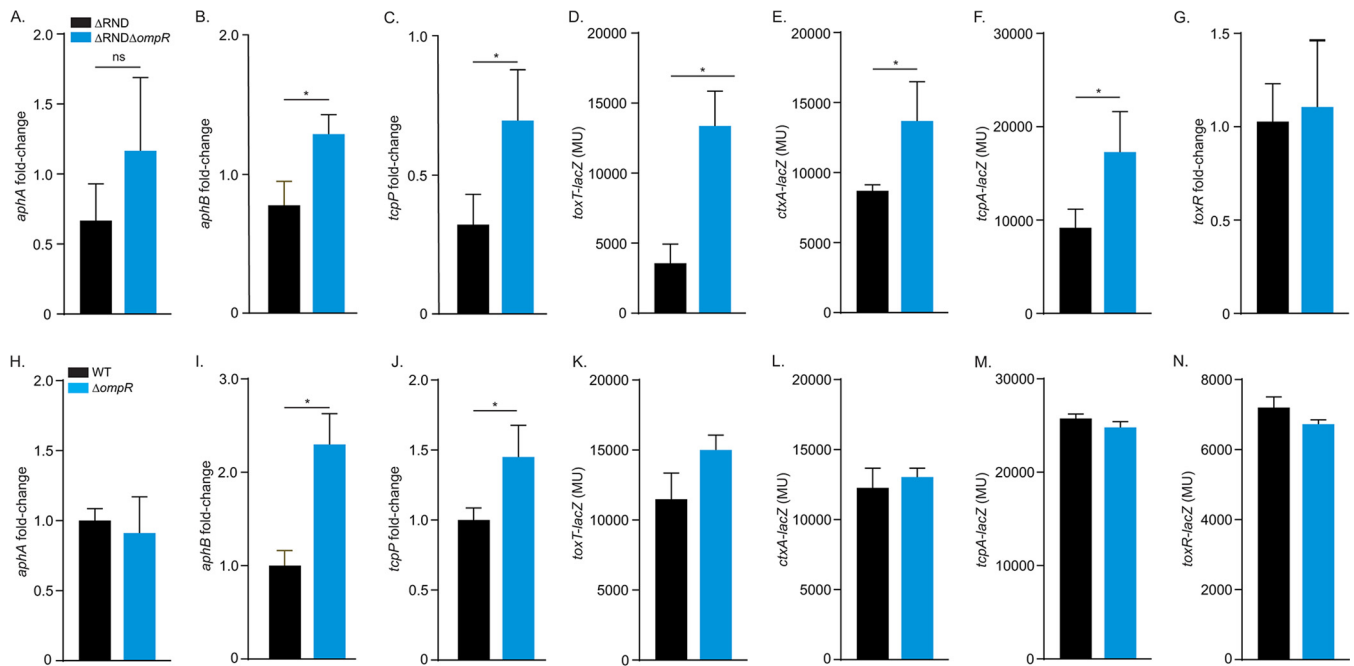 A.
ΔRND
ΔRNDΔompR
aphA fold-change
2.0
1.5
1.0
0.5
0
ns
B.
aphB fold-change
2.0
1.0
0
*
C.
tcpP fold-change
1.0
0.5
0
*
D.
toxT-lacZ (MU)
20000
15000
10000
5000
0
*
E.
ctxA-lacZ (MU)
20000
15000
10000
5000
0
*
F.
tcpA-lacZ (MU)
30000
20000
10000
0
*
G.
toxR fold-change
1.5
1.0
0.5
0
H.
WT
ΔompR
aphA fold-change
2.0
1.5
1.0
0.5
0
I.
aphB fold-change
3.0
2.0
1.0
0
*
J.
tcpP fold-change
2.0
1.5
1.0
0.5
0
*
K.
toxT-lacZ (MU)
20000
15000
10000
5000
0
L.
ctxA-lacZ (MU)
20000
15000
10000
5000
0
M.
tcpA-lacZ (MU)
30000
20000
10000
0
N.
toxR-lacZ (MU)
8000
6000
4000
2000
0